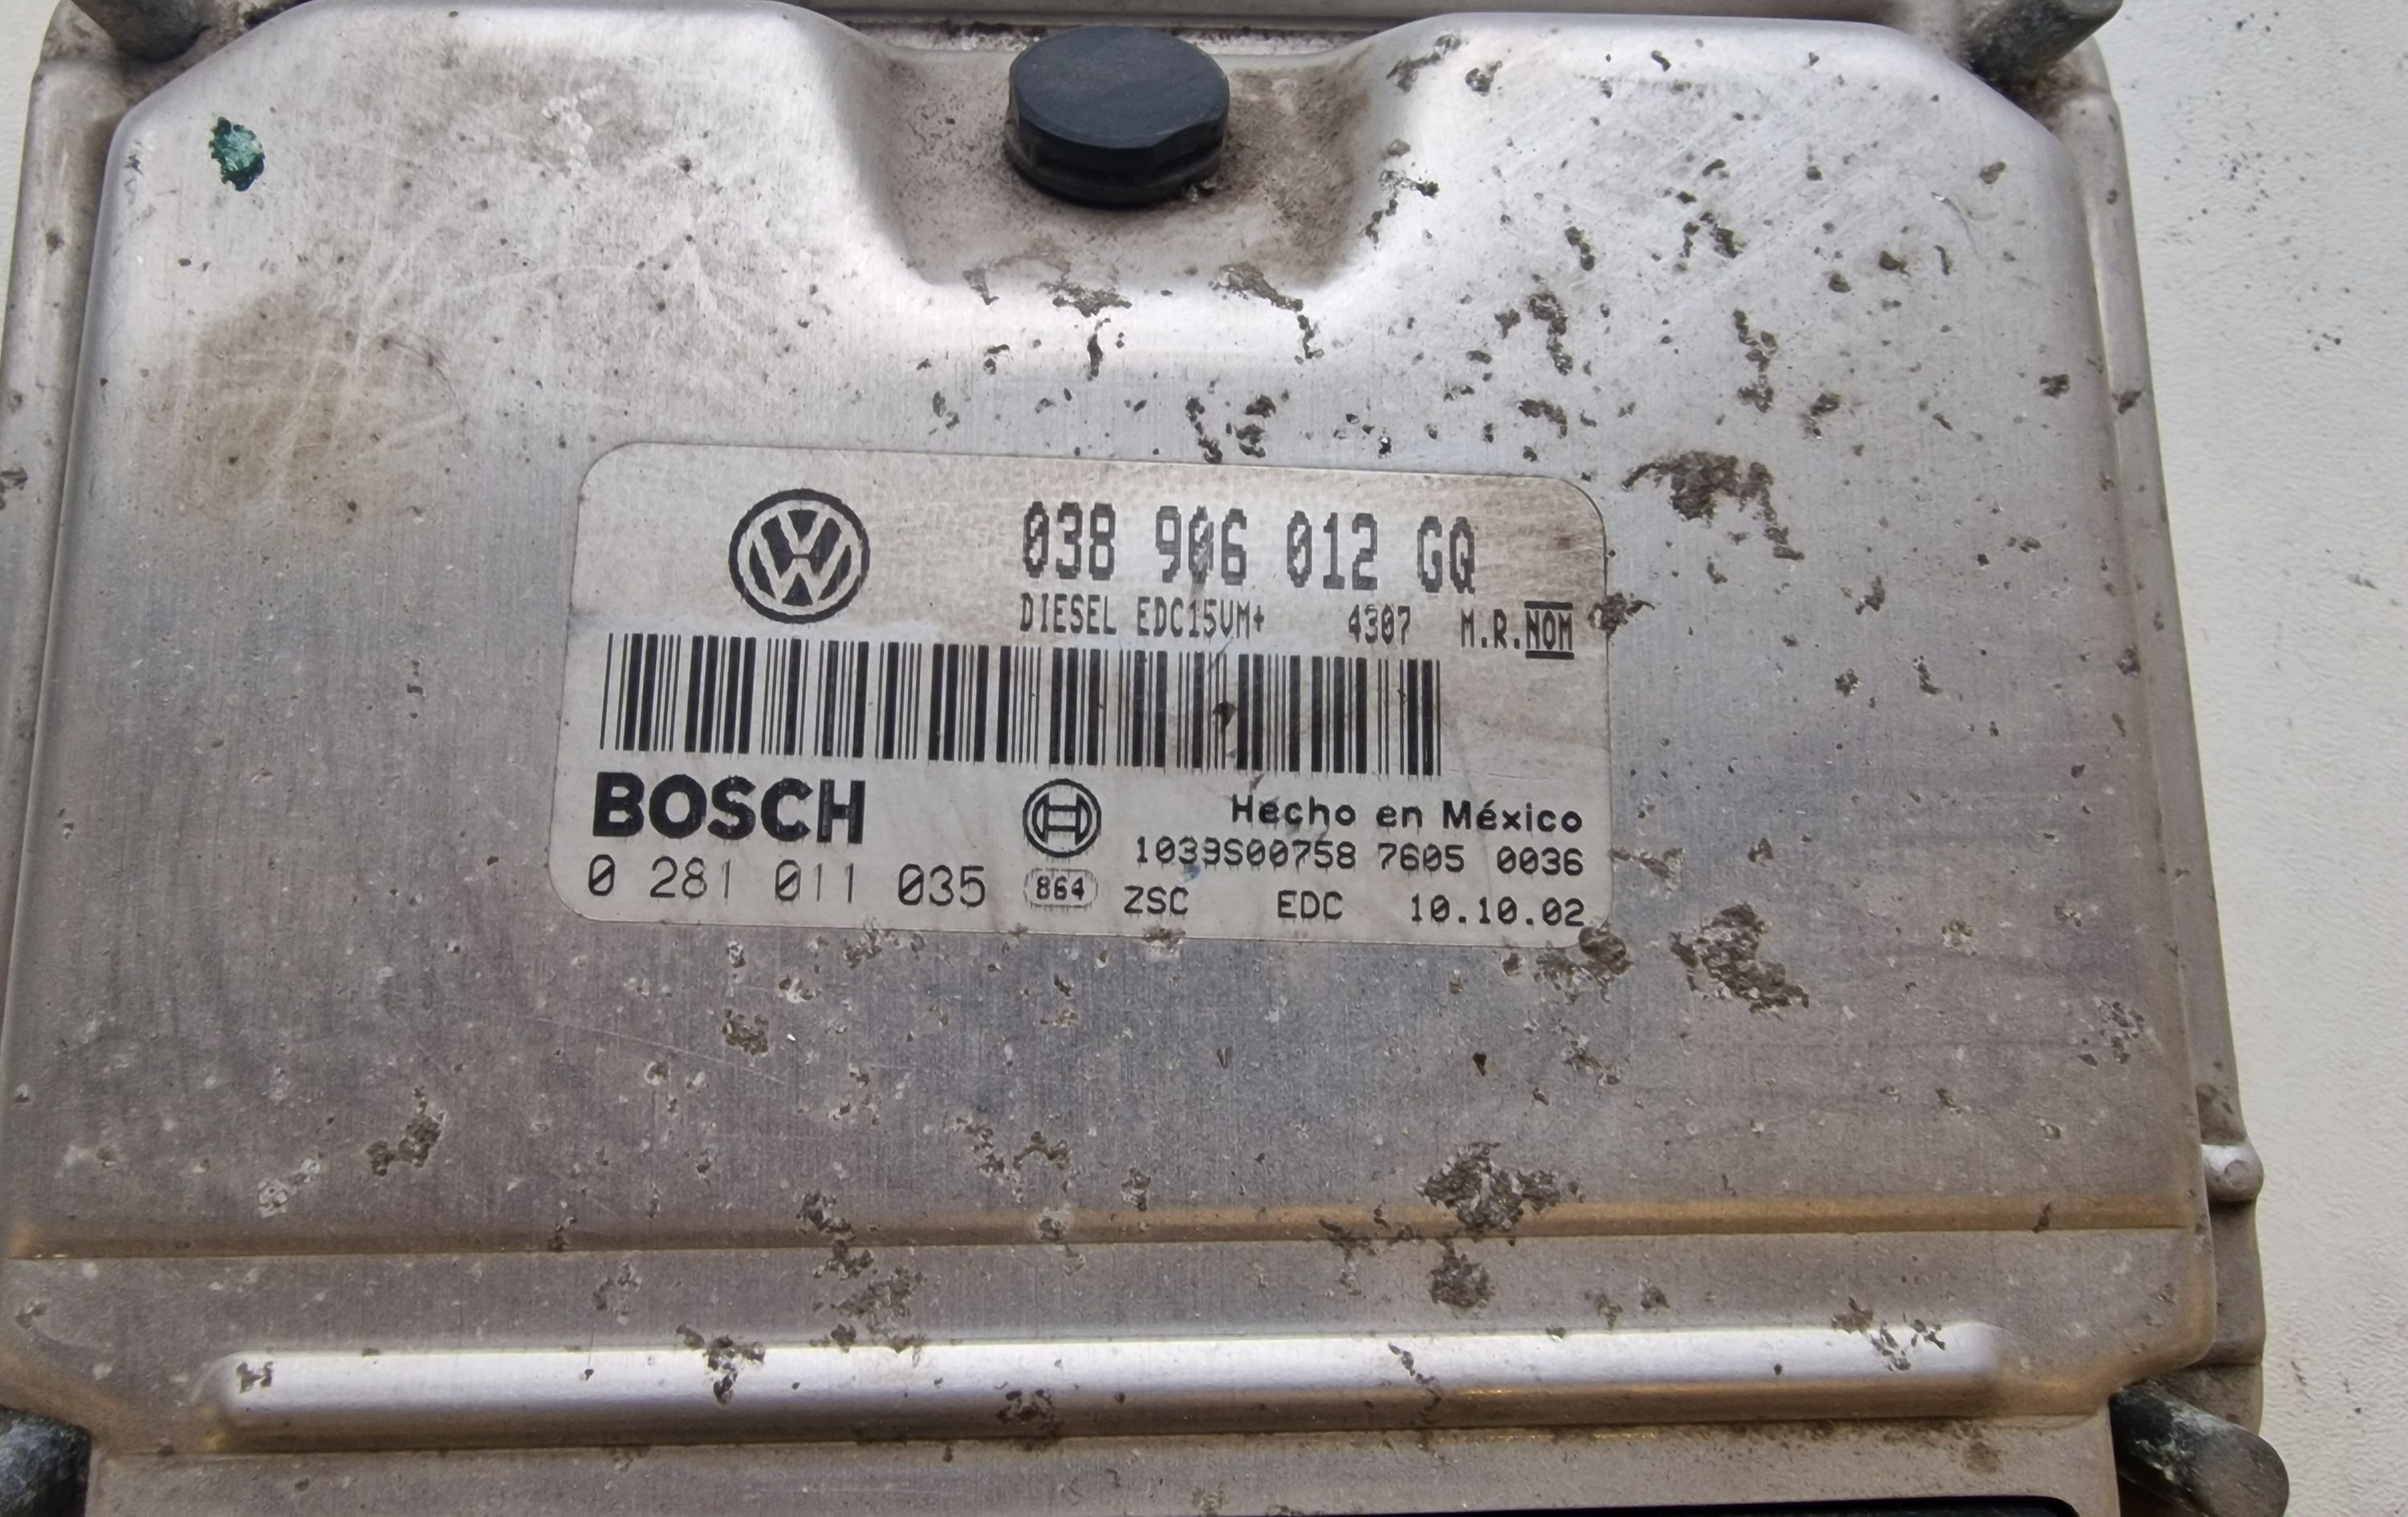 038 906 012 GQ
DIESEL EDC15VM+ 4307 M.R.NOM
BOSCH
Hecho en México
1039S00758 7605 0036
0 281 011 035 864 ZSC EDC 10.10.02